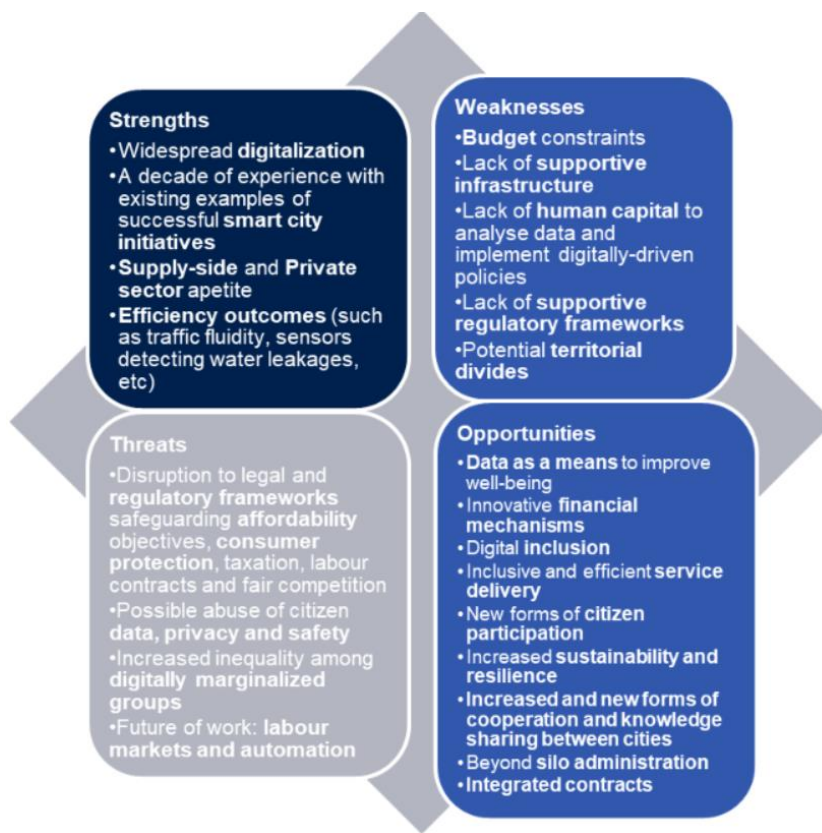 Strengths
•Widespread digitalization
•A decade of experience with
existing examples of
successful smart city
initiatives
•Supply-side and Private
sector apetite
•Efficiency outcomes (such
as traffic fluidity, sensors
detecting water leakages,
etc)
Weaknesses
•Budget constraints
•Lack of supportive
infrastructure
•Lack of human capital to
analyse data and
implement digitally-driven
policies
•Lack of supportive
regulatory frameworks
•Potential territorial
divides
Threats
•Disruption to legal and
regulatory frameworks
safeguarding affordability
objectives, consumer
protection, taxation, labour
contracts and fair competition
•Possible abuse of citizen
data, privacy and safety
•Increased inequality among
digitally marginalized
groups
•Future of work: labour
markets and automation
Opportunities
•Data as a means to improve
well-being
•Innovative financial
mechanisms
•Digital inclusion
•Inclusive and efficient service
delivery
•New forms of citizen
participation
•Increased sustainability and
resilience
•Increased and new forms of
cooperation and knowledge
sharing between cities
•Beyond silo administration
•Integrated contracts